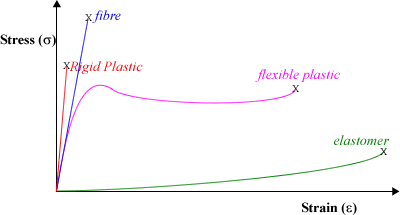 fibre
Stress (σ)
Rigid Plastic
flexible plastic
elastomer
Strain (ε)